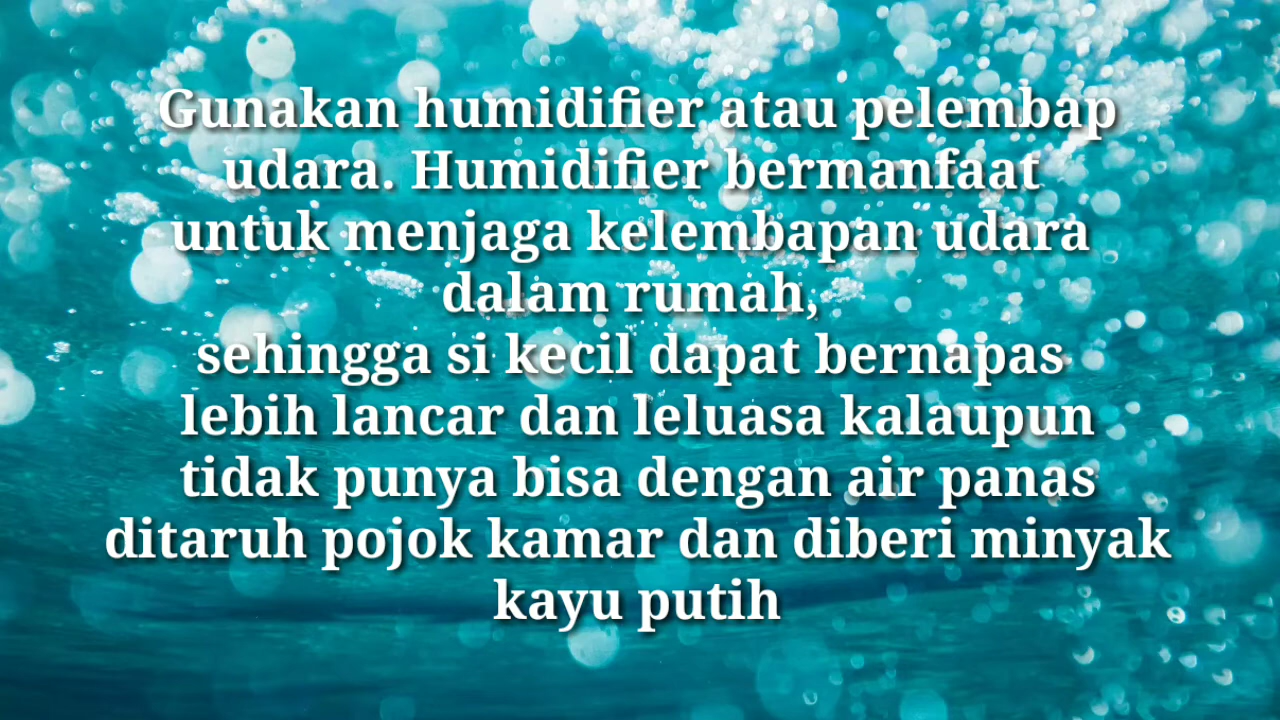 Gunakan humidifier atau pelembap
udara. Humidifier bermanfaat
untuk menjaga kelembapan udara
dalam rumah,
sehingga si kecil dapat bernapas
lebih lancar dan leluasa kalaupun
tidak punya bisa dengan air panas
ditaruh pojok kamar dan diberi minyak
kayu putih